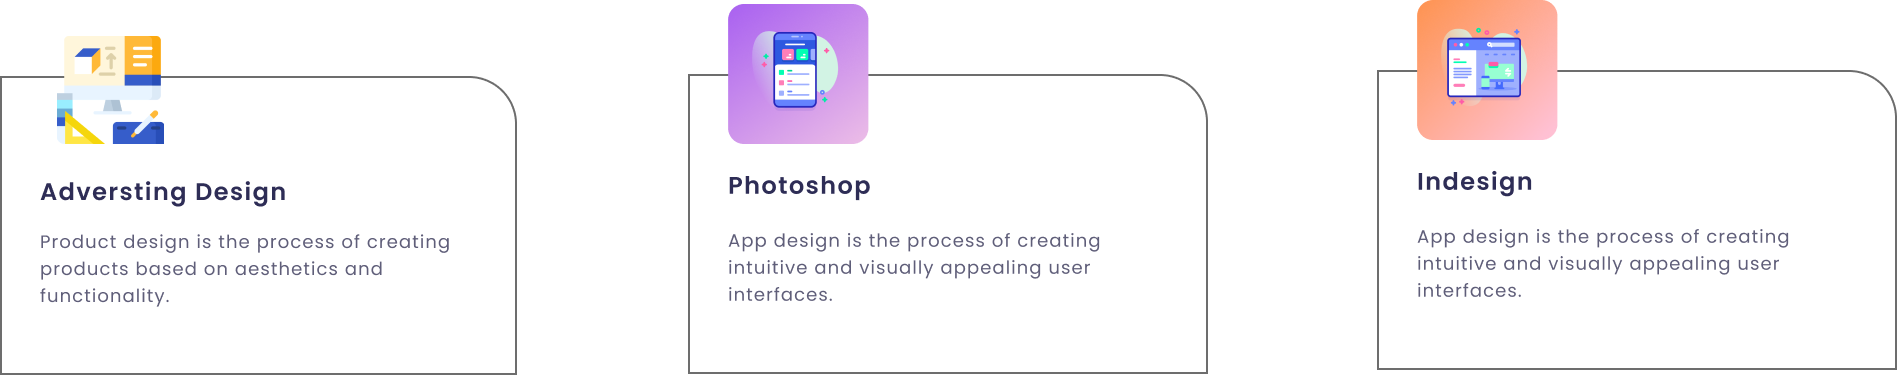 Adversting Design
Product design is the process of creating
products based on aesthetics and
functionality.
Photoshop
App design is the process of creating
intuitive and visually appealing user
interfaces.
Indesign
App design is the process of creating
intuitive and visually appealing user
interfaces.